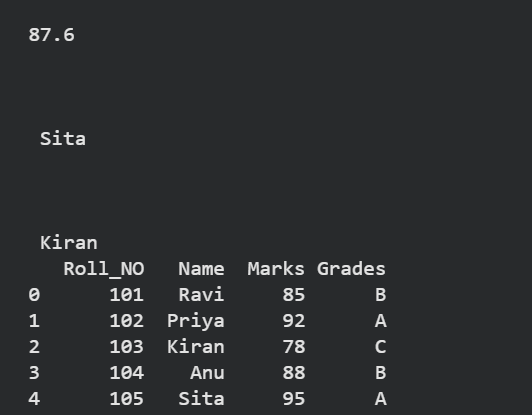 87.6
Sita
Kiran
Roll_NO Name Marks Grades
0 101 Ravi 85 B
1 102 Priya 92 A
2 103 Kiran 78 C
3 104 Anu 88 B
4 105 Sita 95 A